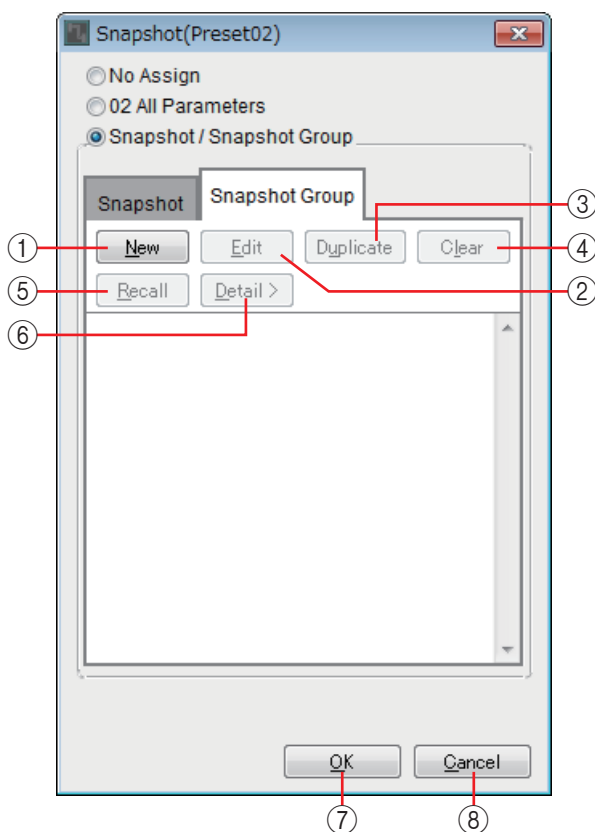 Snapshot(Preset02)
No Assign
02 All Parameters
Snapshot / Snapshot Group
Snapshot Snapshot Group
③
① New Edit Duplicate Clear ④
⑤ Recall Detail > ②
⑥
OK Cancel
⑦ ⑧